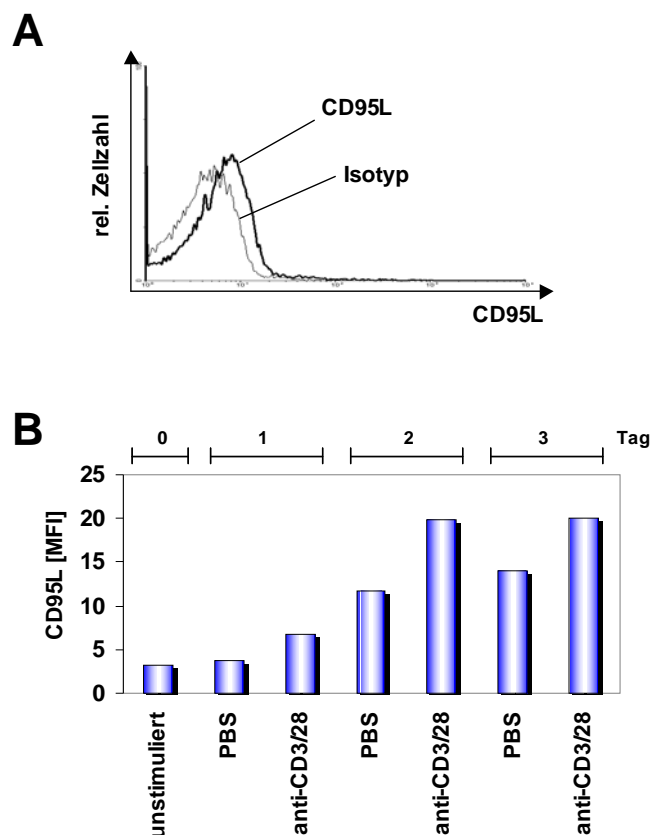 A
rel. Zellzahl
CD95L
Isotyp
CD95L
B
0 1 2 3 Tag
CD95L [MFI]
25
20
15
10
5
0
unstimuliert
PBS
anti-CD3/28
PBS
anti-CD3/28
PBS
anti-CD3/28